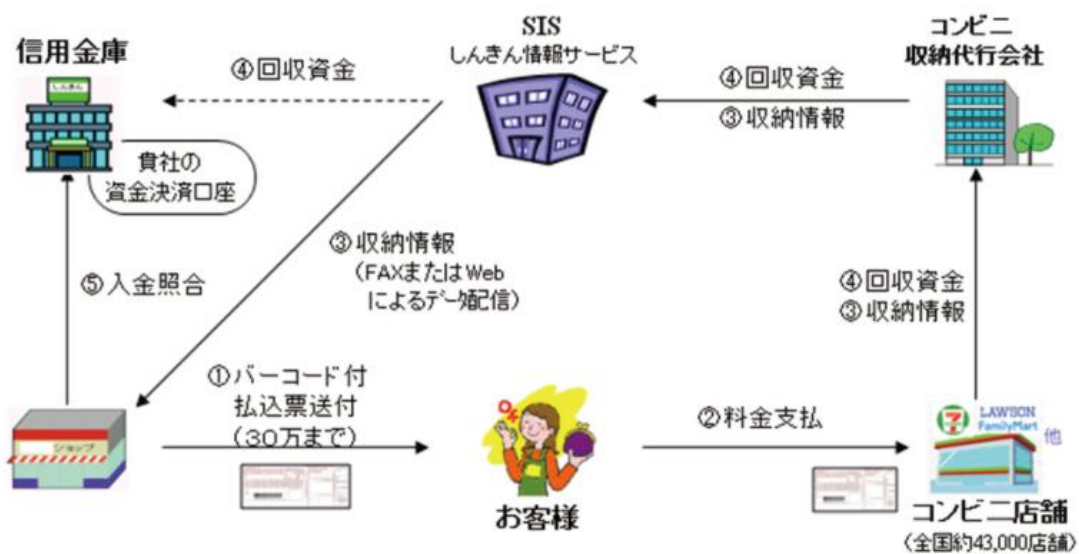 信用金庫
しんきん
貴社の
資金決済口座
④回収資金
SIS
しんきん情報サービス
④回収資金
③収納情報
コンビニ
収納代行会社
③収納情報
(FAXまたはWeb
によるデータ配信)
⑤入金照合
④回収資金
③収納情報
①バーコード付
払込票送付
(30万まで)
ショップ
OK
お客様
②料金支払
7
LAWSON
FamilyMart
他
コンビニ店舗
(全国約43,000店舗)